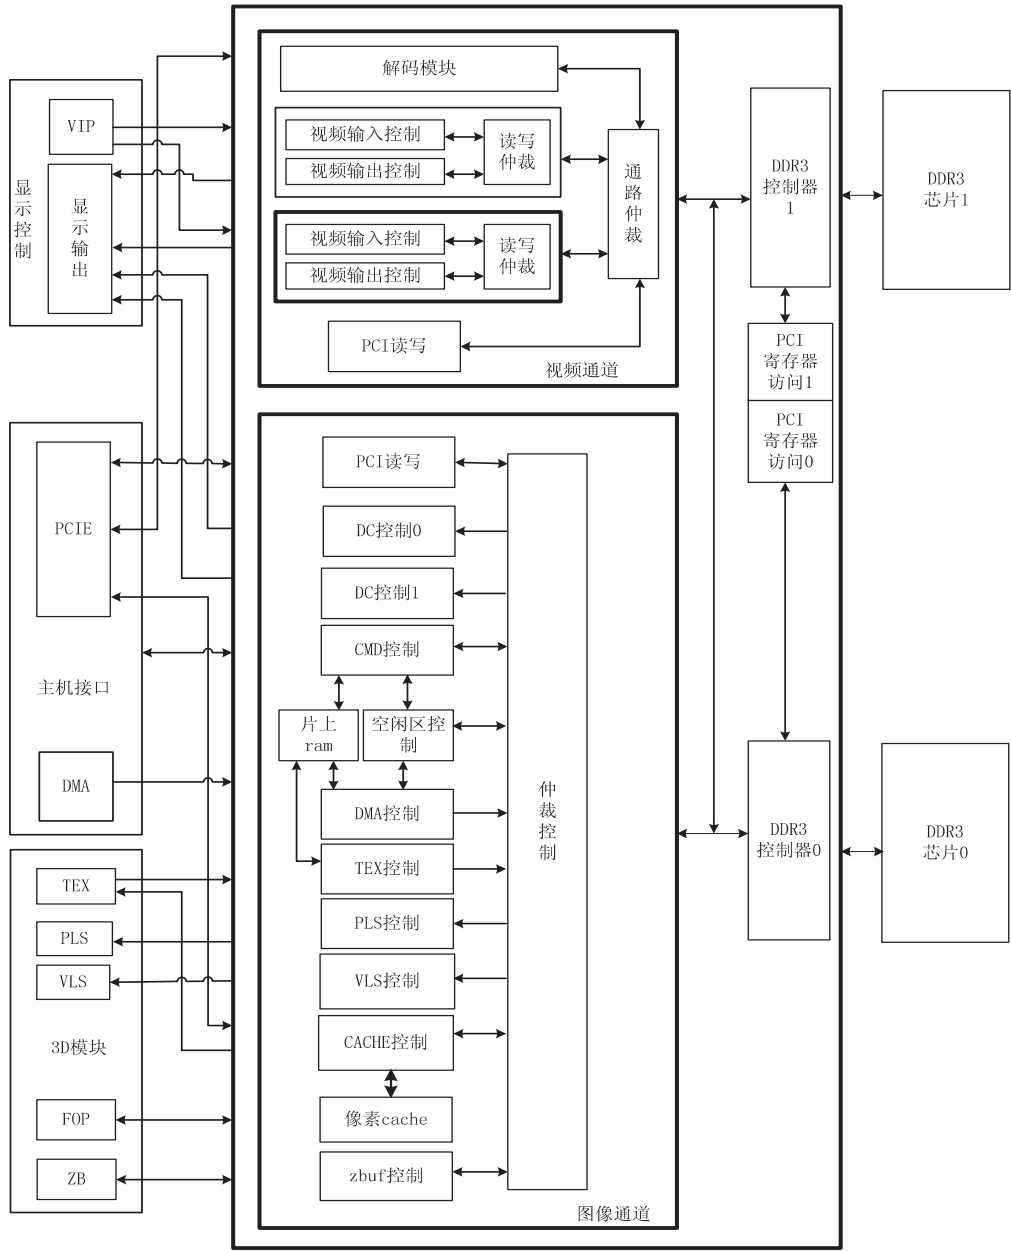 显
示
控
制
VIP
显
示
输
出
PCIE
主机接口
DMA
TEX
PLS
VLS
3D模块
FOP
ZB
解码模块
视频输入控制
视频输出控制
读写
仲裁
视频输入控制
视频输出控制
读写
仲裁
通
路
仲
裁
PCI读写
视频通道
PCI读写
DC控制0
DC控制1
CMD控制
片上
ram
空闲区控
制
DMA控制
TEX控制
PLS控制
VLS控制
CACHE控制
像素cache
zbuf控制
仲
裁
控
制
图像通道
DDR3
控制器
1
PCI
寄存器
访问1
PCI
寄存器
访问0
DDR3
控制器0
DDR3
芯片1
DDR3
芯片0